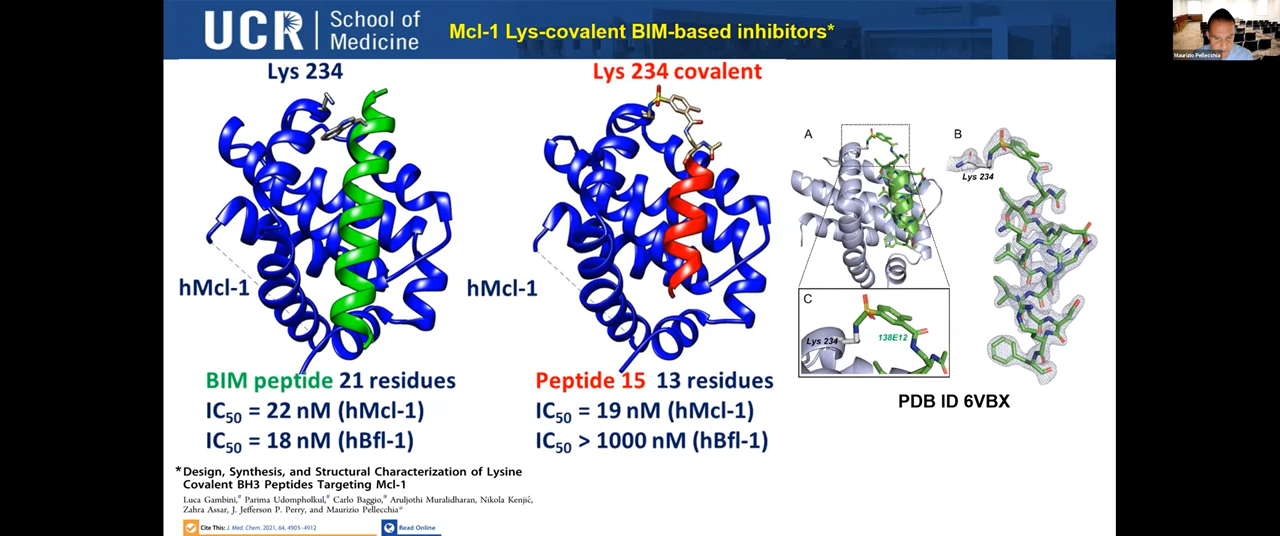 UCR
School of
Medicine
Mcl-1 Lys-covalent BIM-based inhibitors*
Maurizio Pellecchia
Lys 234
hMcl-1
BIM peptide 21 residues
IC50 = 22 nM (hMcl-1)
IC50 = 18 nM (hBfl-1)
Lys 234 covalent
hMcl-1
Peptide 15 13 residues
IC50 = 19 nM (hMcl-1)
IC50 > 1000 nM (hBfl-1)
A
B
Lys 234
C
Lys 234
138E12
PDB ID 6VBX
*Design, Synthesis, and Structural Characterization of Lysine
Covalent BH3 Peptides Targeting Mcl-1
Luca Gambini,# Parima Udompholkul,# Carlo Baggio,# Aruljothi Muralidharan, Nikola Kenjić,
Zahra Assar, J. Jefferson P. Perry, and Maurizio Pellecchia*
Cite This: J. Med. Chem. 2021, 64, 4903−4912
Read Online